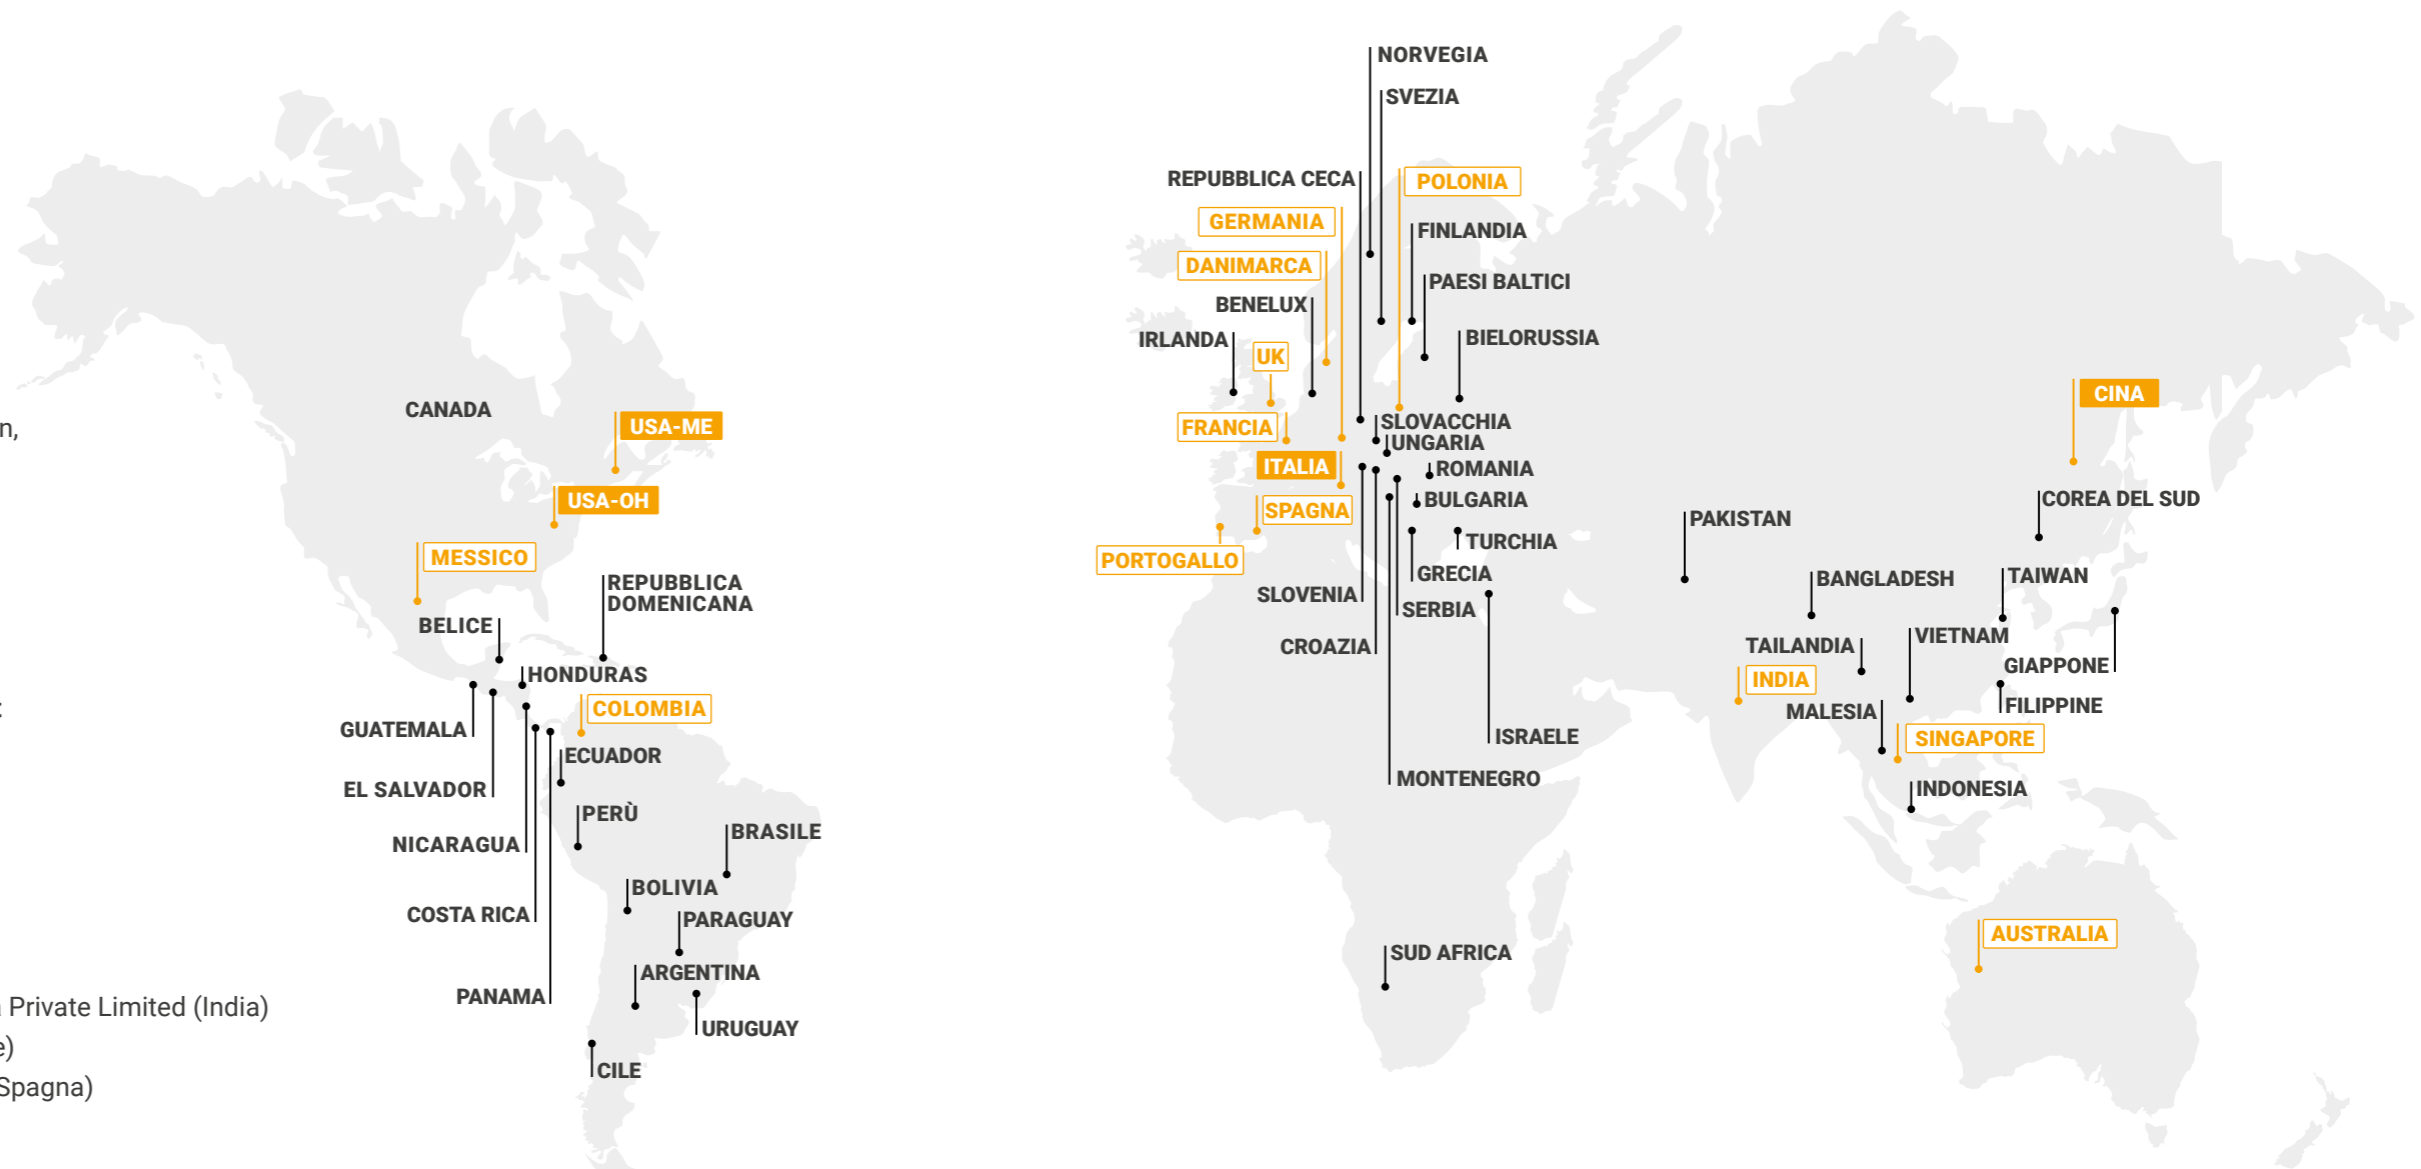 n,
:
a Private Limited (India)
e)
Spagna)
CANADA
USA-ME
USA-OH
MESSICO
REPUBBLICA
DOMENICANA
BELICE
HONDURAS
COLOMBIA
GUATEMALA
ECUADOR
EL SALVADOR
PERÙ
BRASILE
NICARAGUA
BOLIVIA
COSTA RICA
PARAGUAY
ARGENTINA
PANAMA
URUGUAY
CILE
NORVEGIA
SVEZIA
REPUBBLICA CECA
POLONIA
GERMANIA
FINLANDIA
DANIMARCA
PAESI BALTICI
BENELUX
IRLANDA
BIELORUSSIA
UK
FRANCIA
SLOVACCHIA
UNGARIA
ITALIA
ROMANIA
BULGARIA
SPAGNA
TURCHIA
PORTOGALLO
GRECIA
SLOVENIA
SERBIA
CROAZIA
ISRAELE
MONTENEGRO
SUD AFRICA
CINA
COREA DEL SUD
PAKISTAN
BANGLADESH
TAIWAN
VIETNAM
TAILANDIA
GIAPPONE
INDIA
FILIPPINE
MALESIA
SINGAPORE
INDONESIA
AUSTRALIA